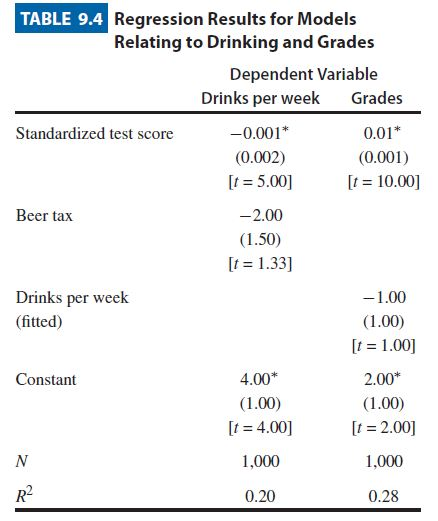 TABLE 9.4 Regression Results for Models
Relating to Drinking and Grades
Dependent Variable
Drinks per week Grades
Standardized test score −0.001* 0.01*
(0.002) (0.001)
[t = 5.00] [t = 10.00]
Beer tax −2.00
(1.50)
[t = 1.33]
Drinks per week −1.00
(fitted) (1.00)
[t = 1.00]
Constant 4.00* 2.00*
(1.00) (1.00)
[t = 4.00] [t = 2.00]
N 1,000 1,000
R² 0.20 0.28